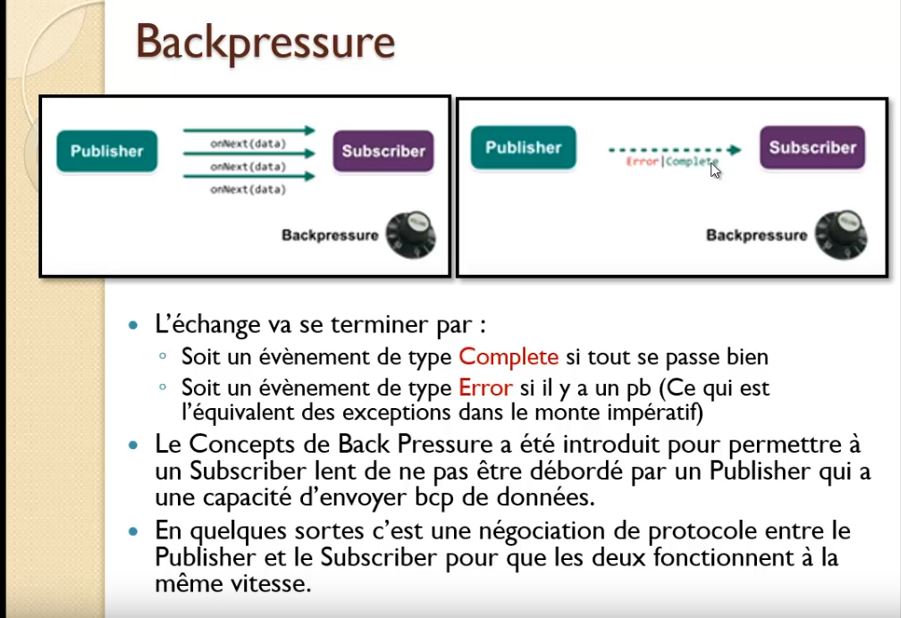 Backpressure
Publisher
onNext(data)
onNext(data)
onNext(data)
Subscriber
Backpressure
Publisher
Error|Complete
Subscriber
Backpressure
L'échange va se terminer par :
Soit un évènement de type Complete si tout se passe bien
Soit un évènement de type Error si il y a un pb (Ce qui est
l'équivalent des exceptions dans le monte impératif)
Le Concepts de Back Pressure a été introduit pour permettre à
un Subscriber lent de ne pas être débordé par un Publisher qui a
une capacité d'envoyer bcp de données.
En quelques sortes c'est une négociation de protocole entre le
Publisher et le Subscriber pour que les deux fonctionnent à la
même vitesse.